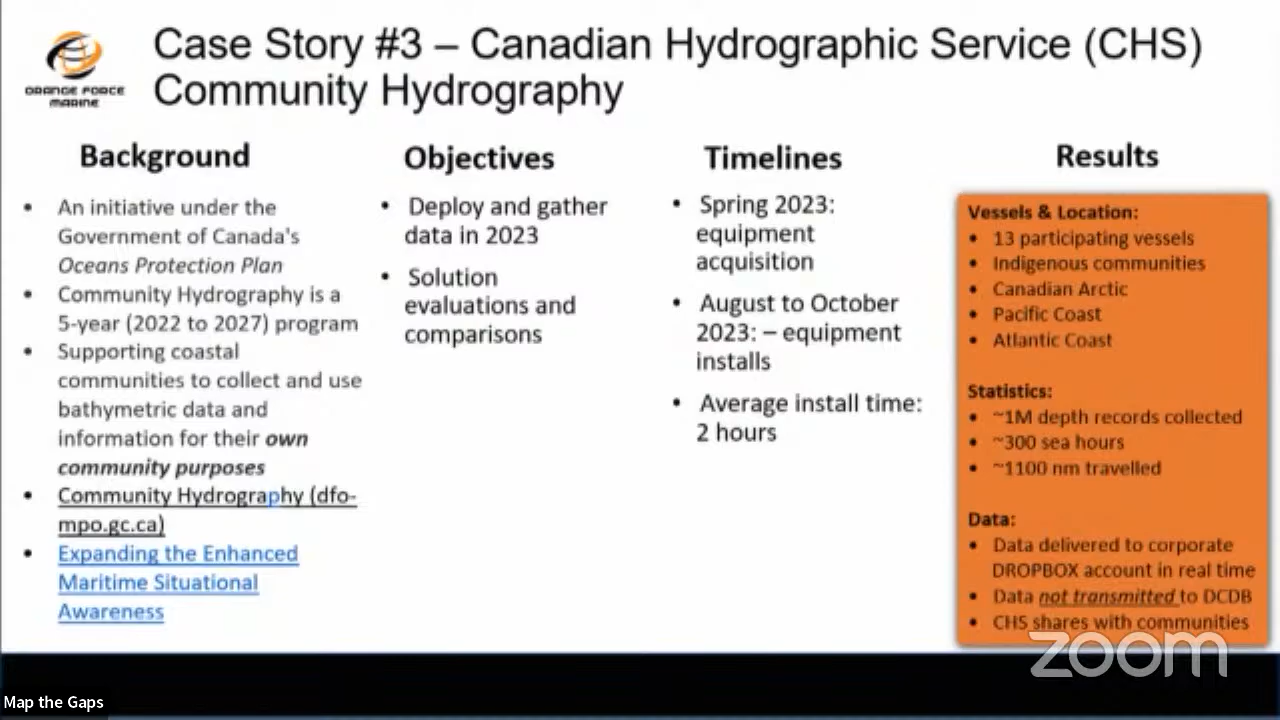 ORANGE FORCE
MARINE
Case Story #3 – Canadian Hydrographic Service (CHS)
Community Hydrography
Background
• An initiative under the
Government of Canada's
Oceans Protection Plan
• Community Hydrography is a
5-year (2022 to 2027) program
• Supporting coastal
communities to collect and use
bathymetric data and
information for their own
community purposes
• Community Hydrography (dfo-
mpo.gc.ca)
• Expanding the Enhanced
Maritime Situational
Awareness
Objectives
• Deploy and gather
data in 2023
• Solution
evaluations and
comparisons
Timelines
• Spring 2023:
equipment
acquisition
• August to October
2023: – equipment
installs
• Average install time:
2 hours
Results
Vessels & Location:
• 13 participating vessels
• Indigenous communities
• Canadian Arctic
• Pacific Coast
• Atlantic Coast
Statistics:
• ~1M depth records collected
• ~300 sea hours
• ~1100 nm travelled
Data:
• Data delivered to corporate
DROPBOX account in real time
• Data not transmitted to DCDB
• CHS shares with communities
zoom
Map the Gaps